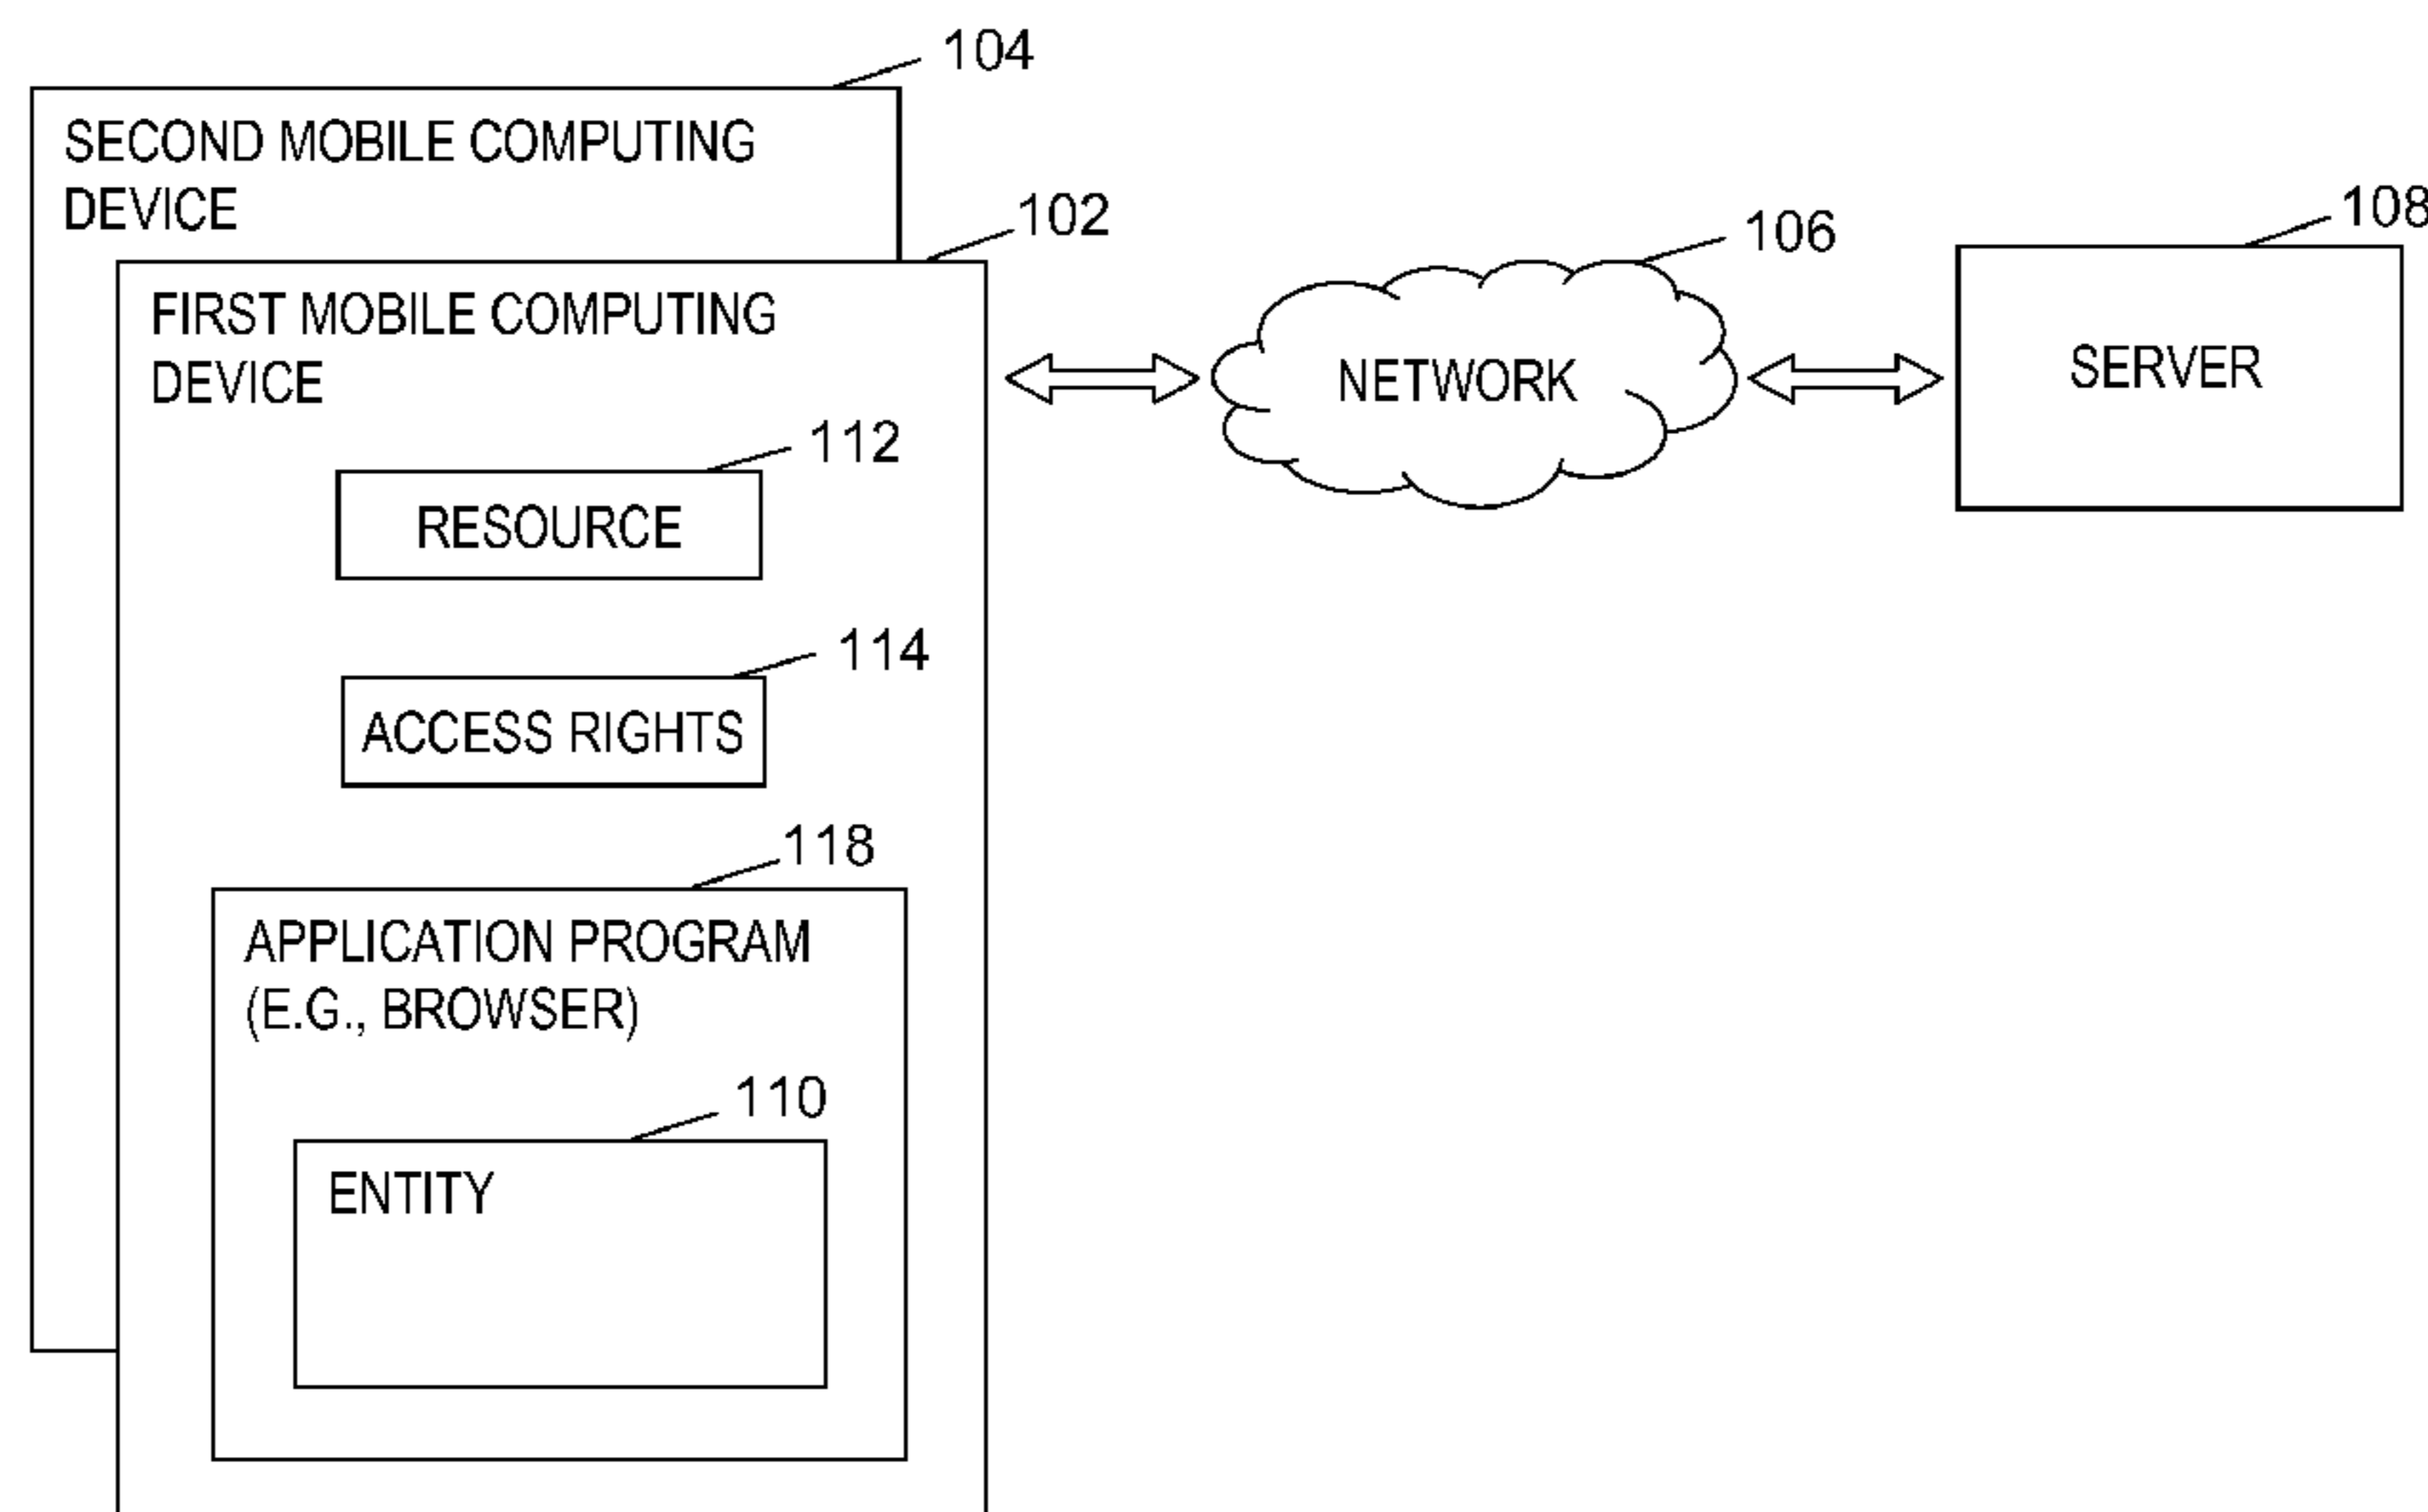 104
SECOND MOBILE COMPUTING
DEVICE
102
FIRST MOBILE COMPUTING
DEVICE
112
RESOURCE
114
ACCESS RIGHTS
118
APPLICATION PROGRAM
(E.G., BROWSER)
110
ENTITY
106
NETWORK
108
SERVER